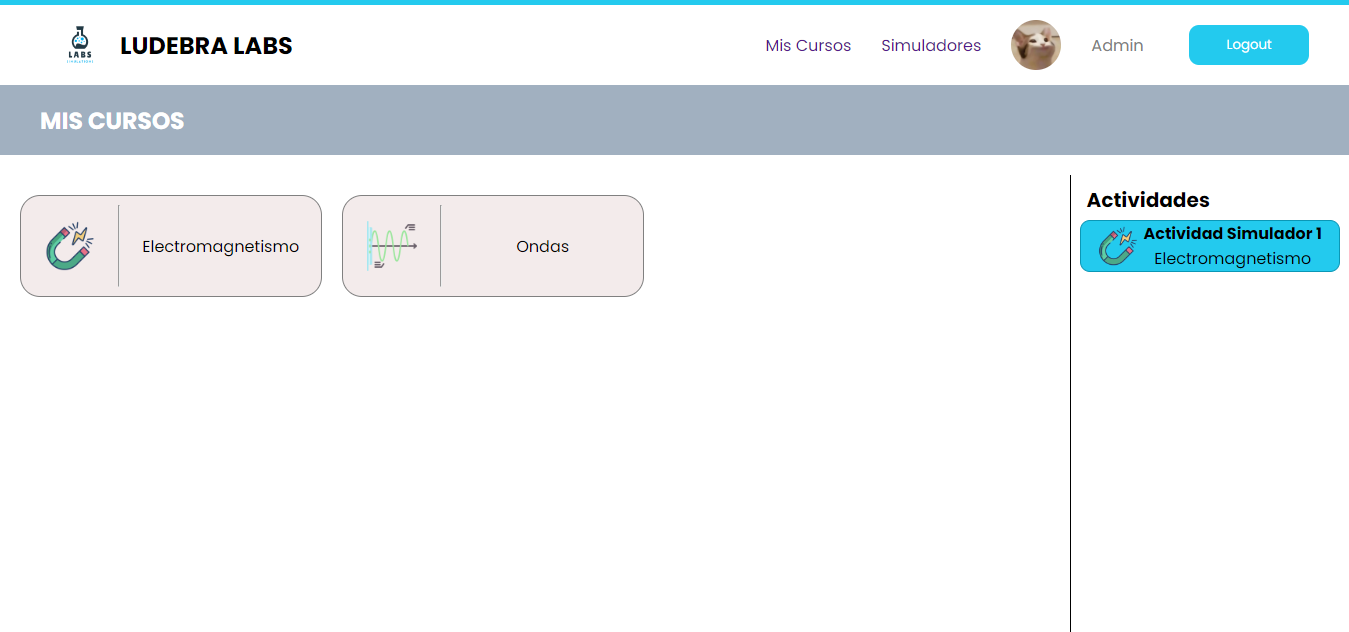 LABS
LUDEBRA LABS
Mis Cursos
Simuladores
Admin
Logout
MIS CURSOS
Electromagnetismo
Ondas
Actividades
Actividad Simulador 1
Electromagnetismo